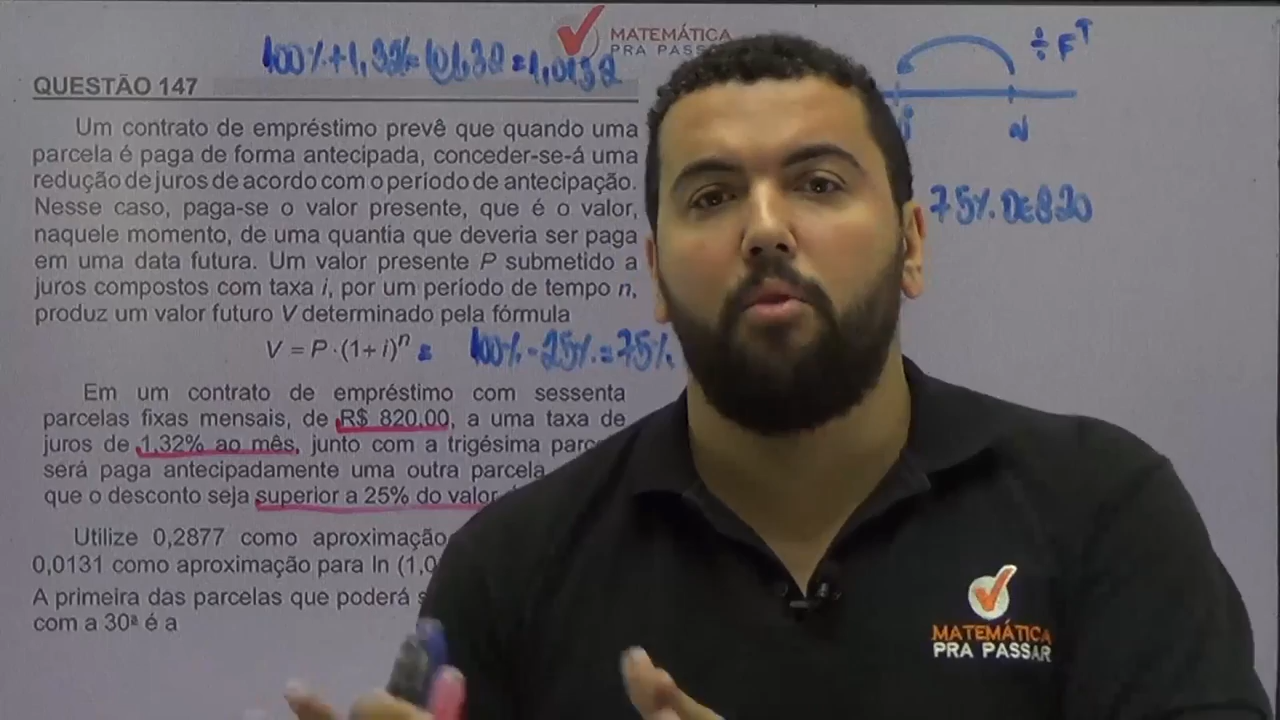 MATEMÁTICA
PRA PASSAR
100%+1,32%=101,32=1,0132
÷ F^T
QUESTÃO 147
Um contrato de empréstimo prevê que quando uma
parcela é paga de forma antecipada, conceder-se-á uma
redução de juros de acordo com o período de antecipação.
Nesse caso, paga-se o valor presente, que é o valor,
naquele momento, de uma quantia que deveria ser paga
em uma data futura. Um valor presente P submetido a
juros compostos com taxa i, por um período de tempo n,
produz um valor futuro V determinado pela fórmula
75% DE 820
V = P·(1+i)^n =
100% - 25% = 75%
Em um contrato de empréstimo com sessenta
parcelas fixas mensais, de R$ 820,00, a uma taxa de
juros de 1,32% ao mês, junto com a trigésima
será paga antecipadamente uma outra parcela
que o desconto seja superior a 25% do valor
Utilize 0,2877 como aproximação
0,0131 como aproximação para ln (1,0
A primeira das parcelas que poderá
com a 30ª é a
MATEMÁTICA
PRA PASSAR